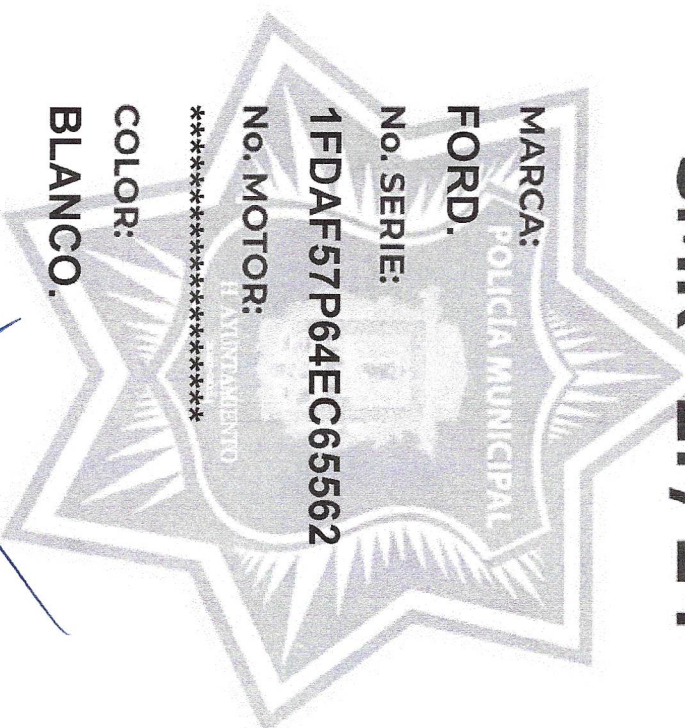 MARCA:
FORD.
No. SERIE:
1FDAF57P64EC65562
No. MOTOR:
******************
COLOR:
BLANCO.
POLICÍA MUNICIPAL
H. AYUNTAMIENTO